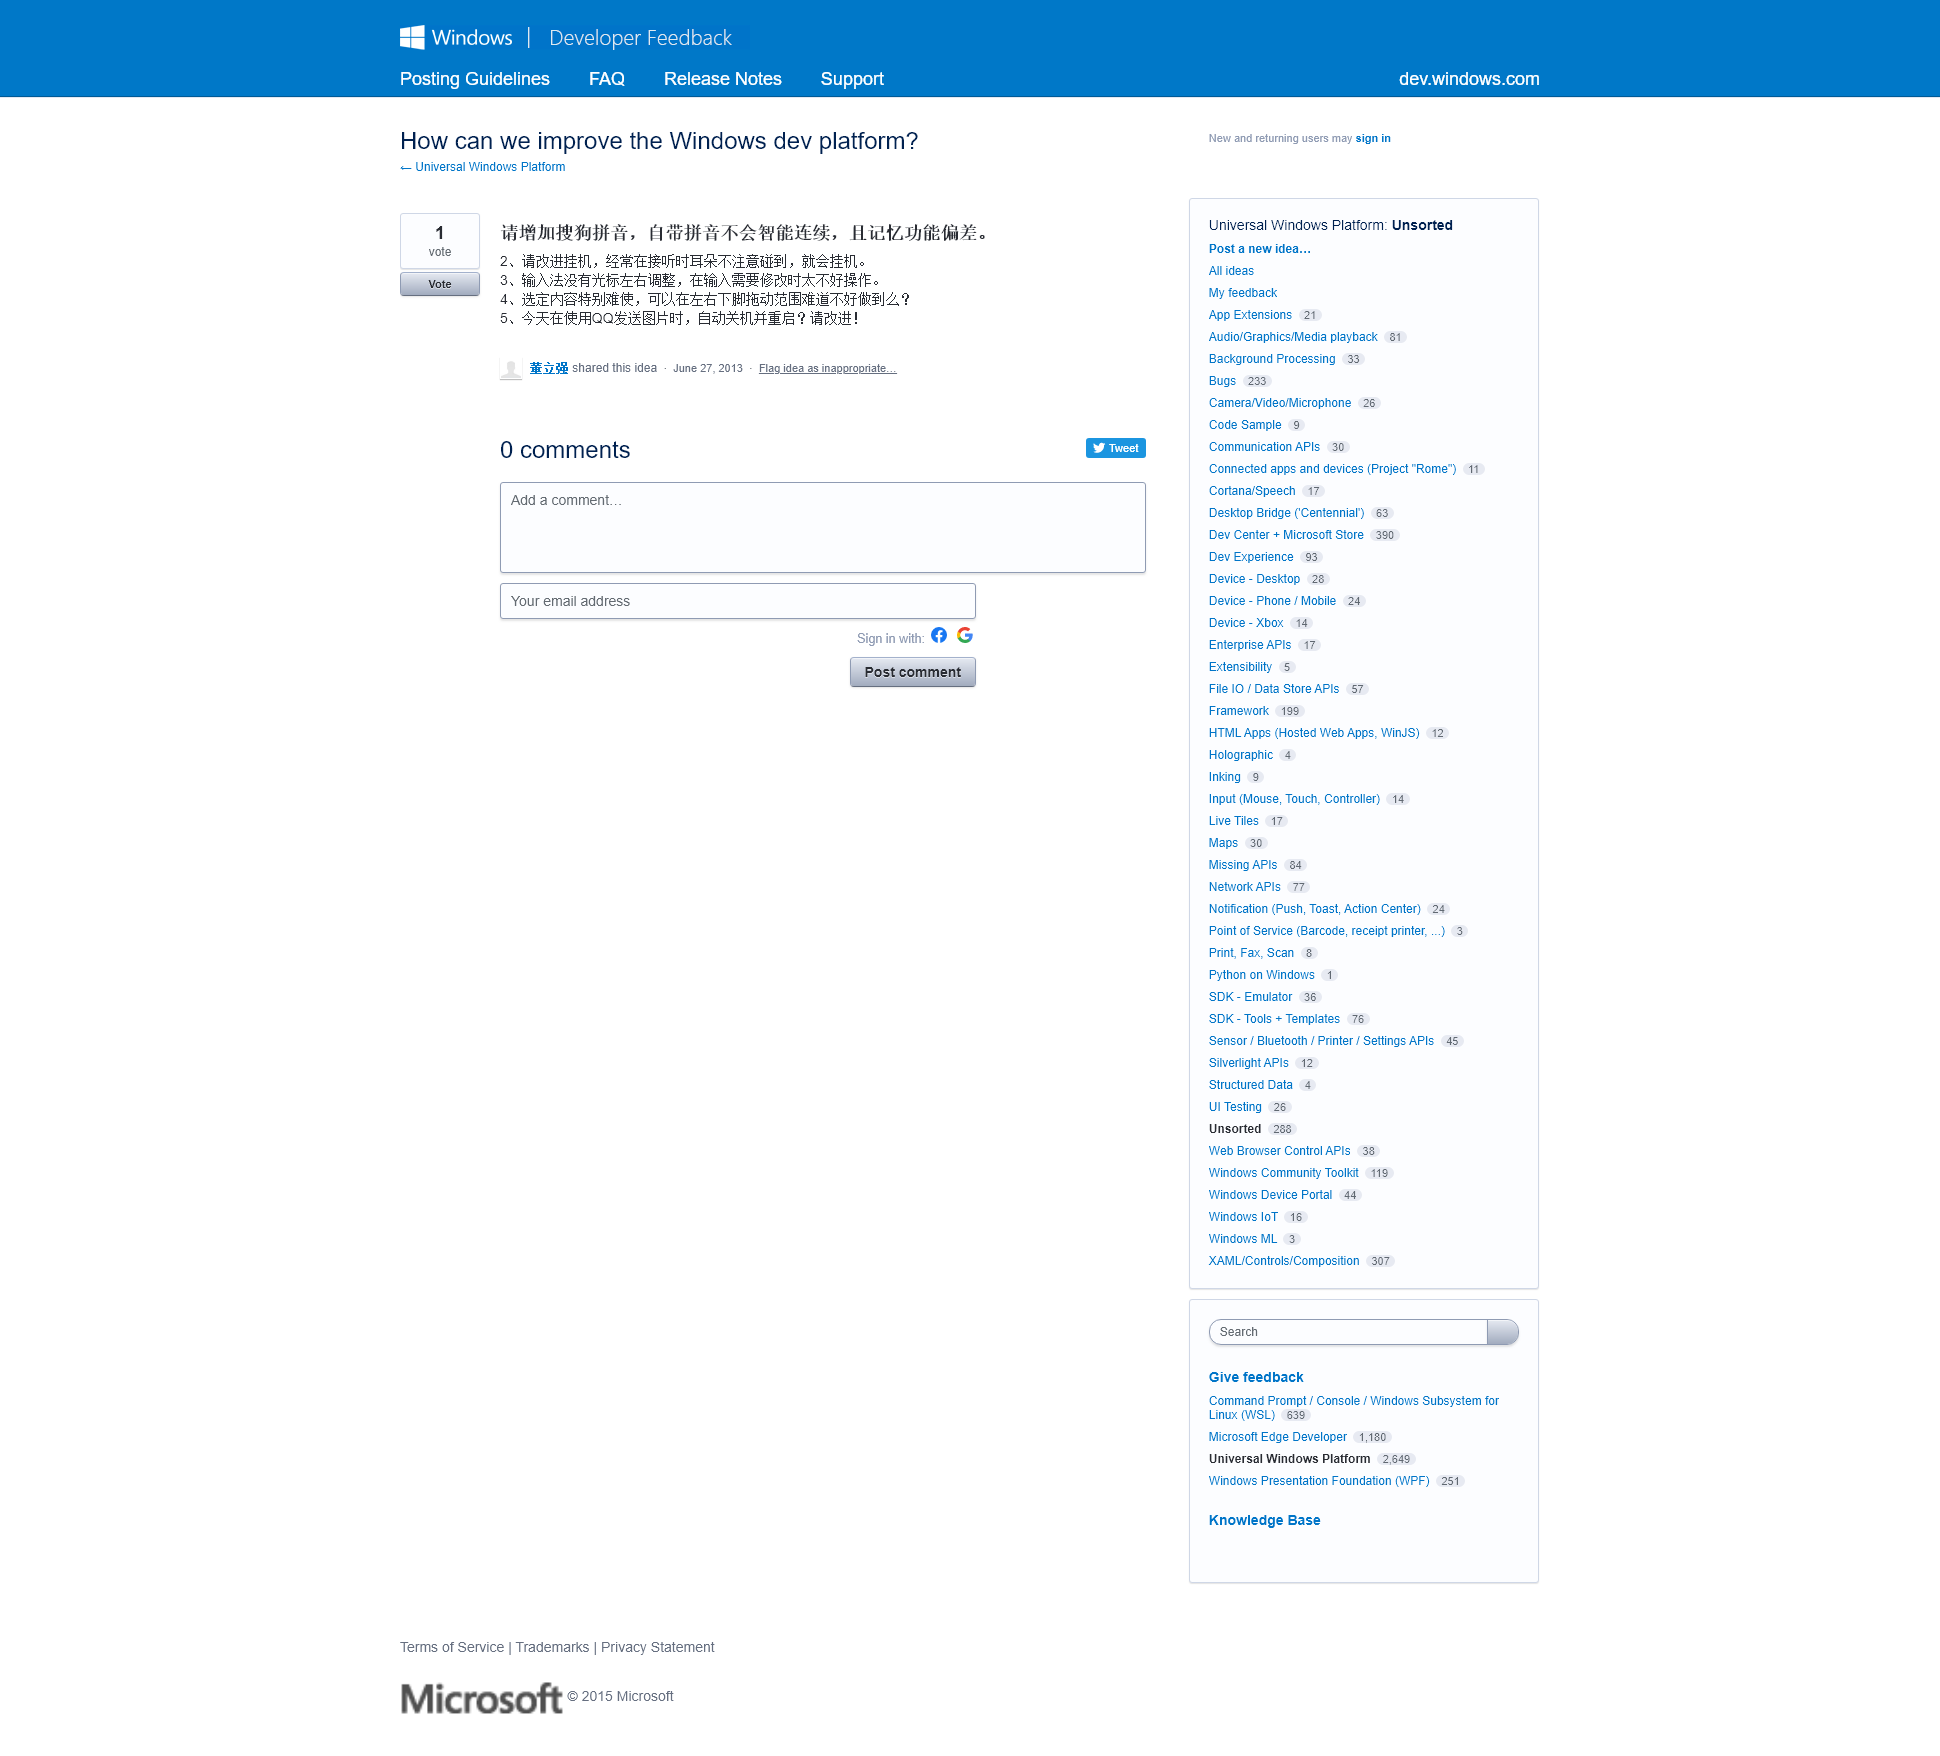 Windows | Developer Feedback
Posting Guidelines FAQ Release Notes Support dev.windows.com
How can we improve the Windows dev platform?
← Universal Windows Platform
New and returning users may sign in
1
vote
Vote
请增加搜狗拼音，自带拼音不会智能连续，且记忆功能偏差。
2、请改进挂机，经常在接听时耳朵不注意碰到，就会挂机。
3、输入法没有光标左右调整，在输入需要修改时太不好操作。
4、选定内容特别难使，可以在左右下脚拖动范围难道不好做到么？
5、今天在使用QQ发送图片时，自动关机并重启？请改进！
董立强 shared this idea · June 27, 2013 · Flag idea as inappropriate…
0 comments
Tweet
Add a comment…
Your email address
Sign in with:
Post comment
Universal Windows Platform: Unsorted
Post a new idea…
All ideas
My feedback
App Extensions 21
Audio/Graphics/Media playback 81
Background Processing 33
Bugs 233
Camera/Video/Microphone 26
Code Sample 9
Communication APIs 30
Connected apps and devices (Project "Rome") 11
Cortana/Speech 17
Desktop Bridge ('Centennial') 63
Dev Center + Microsoft Store 390
Dev Experience 93
Device - Desktop 28
Device - Phone / Mobile 24
Device - Xbox 14
Enterprise APIs 17
Extensibility 5
File IO / Data Store APIs 57
Framework 199
HTML Apps (Hosted Web Apps, WinJS) 12
Holographic 4
Inking 9
Input (Mouse, Touch, Controller) 14
Live Tiles 17
Maps 30
Missing APIs 84
Network APIs 77
Notification (Push, Toast, Action Center) 24
Point of Service (Barcode, receipt printer, ...) 3
Print, Fax, Scan 8
Python on Windows 1
SDK - Emulator 36
SDK - Tools + Templates 76
Sensor / Bluetooth / Printer / Settings APIs 45
Silverlight APIs 12
Structured Data 4
UI Testing 26
Unsorted 288
Web Browser Control APIs 38
Windows Community Toolkit 119
Windows Device Portal 44
Windows IoT 16
Windows ML 3
XAML/Controls/Composition 307
Search
Give feedback
Command Prompt / Console / Windows Subsystem for
Linux (WSL) 639
Microsoft Edge Developer 1,180
Universal Windows Platform 2,649
Windows Presentation Foundation (WPF) 251
Knowledge Base
Terms of Service | Trademarks | Privacy Statement
Microsoft © 2015 Microsoft